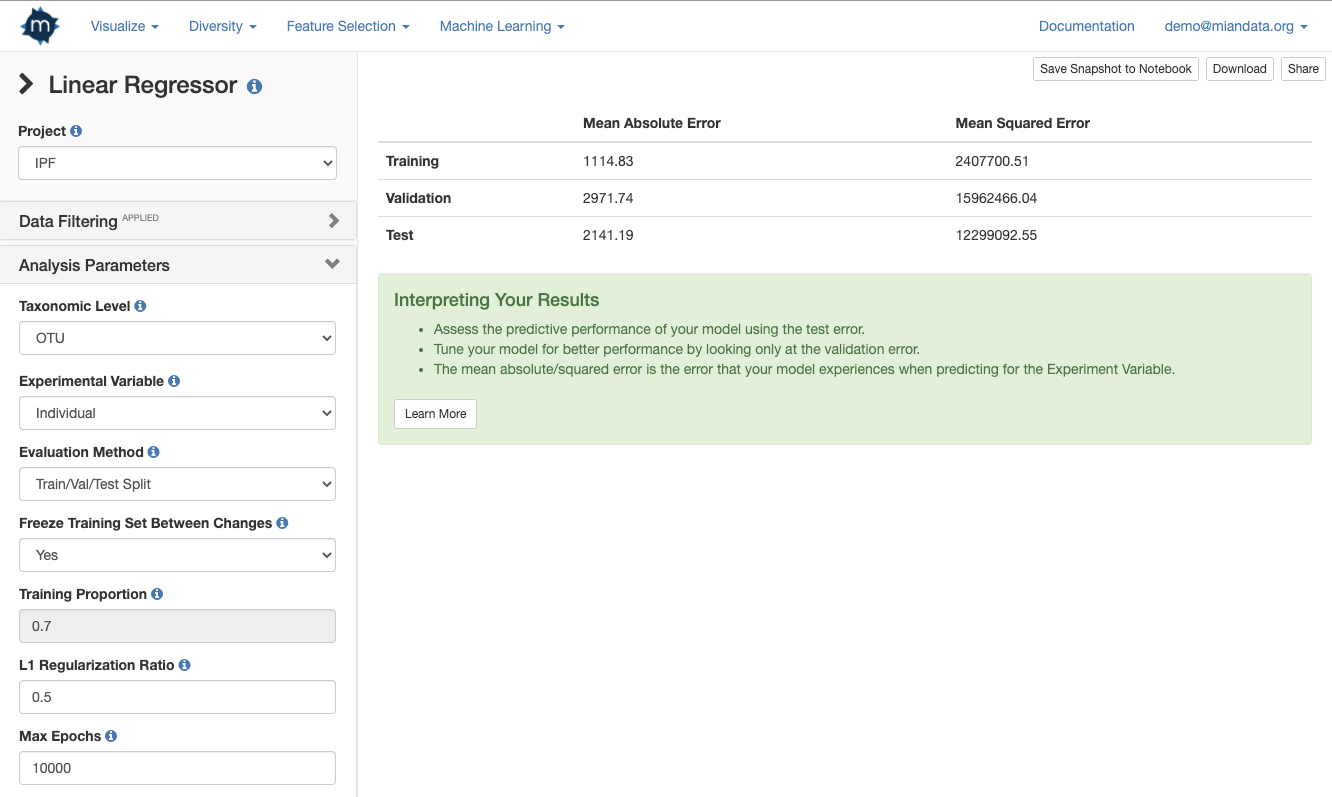 m Visualize Diversity Feature Selection Machine Learning Documentation demo@miandata.org
Linear Regressor
Save Snapshot to Notebook Download Share
Project
IPF
Data Filtering APPLIED
Analysis Parameters
Taxonomic Level
OTU
Experimental Variable
Individual
Evaluation Method
Train/Val/Test Split
Freeze Training Set Between Changes
Yes
Training Proportion
0.7
L1 Regularization Ratio
0.5
Max Epochs
10000
Mean Absolute Error Mean Squared Error
Training 1114.83 2407700.51
Validation 2971.74 15962466.04
Test 2141.19 12299092.55
Interpreting Your Results
• Assess the predictive performance of your model using the test error.
• Tune your model for better performance by looking only at the validation error.
• The mean absolute/squared error is the error that your model experiences when predicting for the Experiment Variable.
Learn More